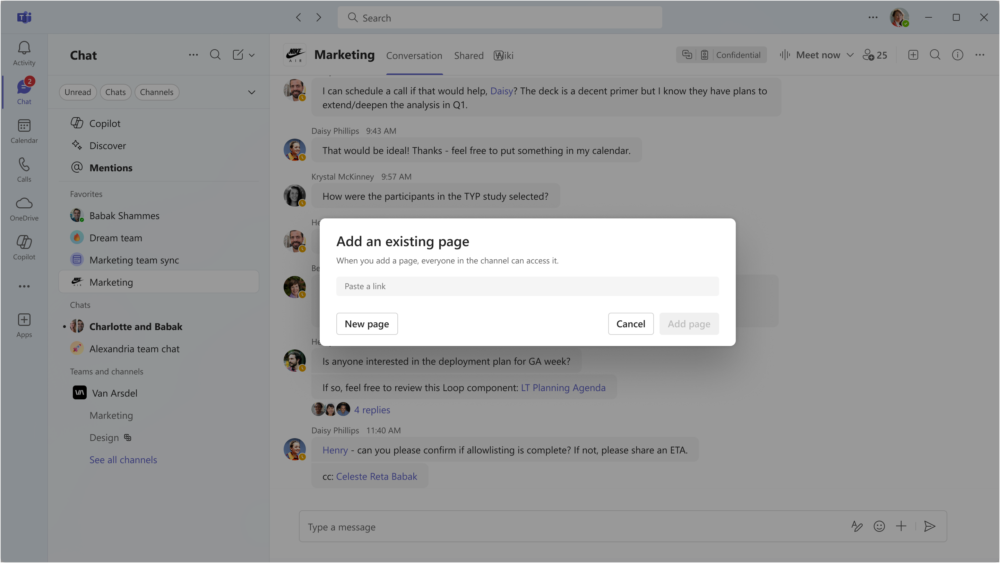 Search
Activity
2
Chat
Calendar
Calls
OneDrive
Copilot
Apps
Chat
Unread
Chats
Channels
Copilot
Discover
Mentions
Favorites
Babak Shammes
Dream team
Marketing team sync
NIKE
AIR
Marketing
Chats
Charlotte and Babak
Alexandria team chat
Teams and channels
VA
Van Arsdel
Marketing
Design
See all channels
NIKE
AIR
Marketing
Conversation
Shared
Wiki
Confidential
Meet now
25
I can schedule a call if that would help, Daisy? The deck is a decent primer but I know they have plans to
extend/deepen the analysis in Q1.
Daisy Phillips 9:43 AM
That would be ideal! Thanks - feel free to put something in my calendar.
Krystal McKinney 9:57 AM
How were the participants in the TYP study selected?
Add an existing page
When you add a page, everyone in the channel can access it.
Paste a link
New page
Cancel
Add page
Is anyone interested in the deployment plan for GA week?
If so, feel free to review this Loop component: LT Planning Agenda
4 replies
Daisy Phillips 11:40 AM
Henry - can you please confirm if allowlisting is complete? If not, please share an ETA.
cc: Celeste Reta Babak
Type a message